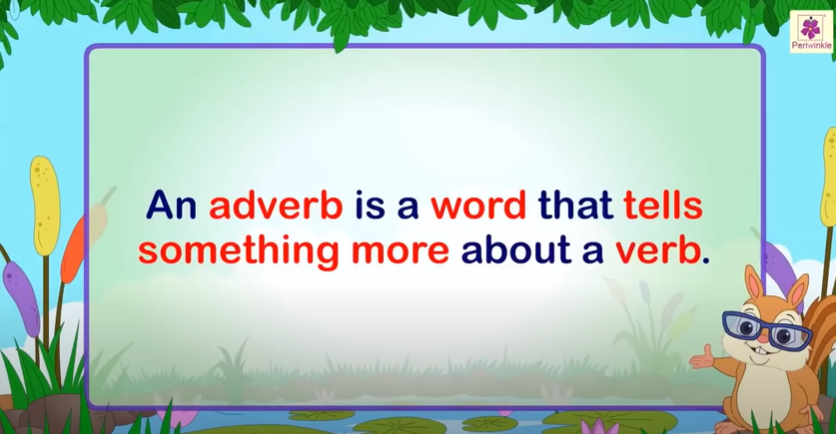 Periwinkle
An adverb is a word that tells
something more about a verb.